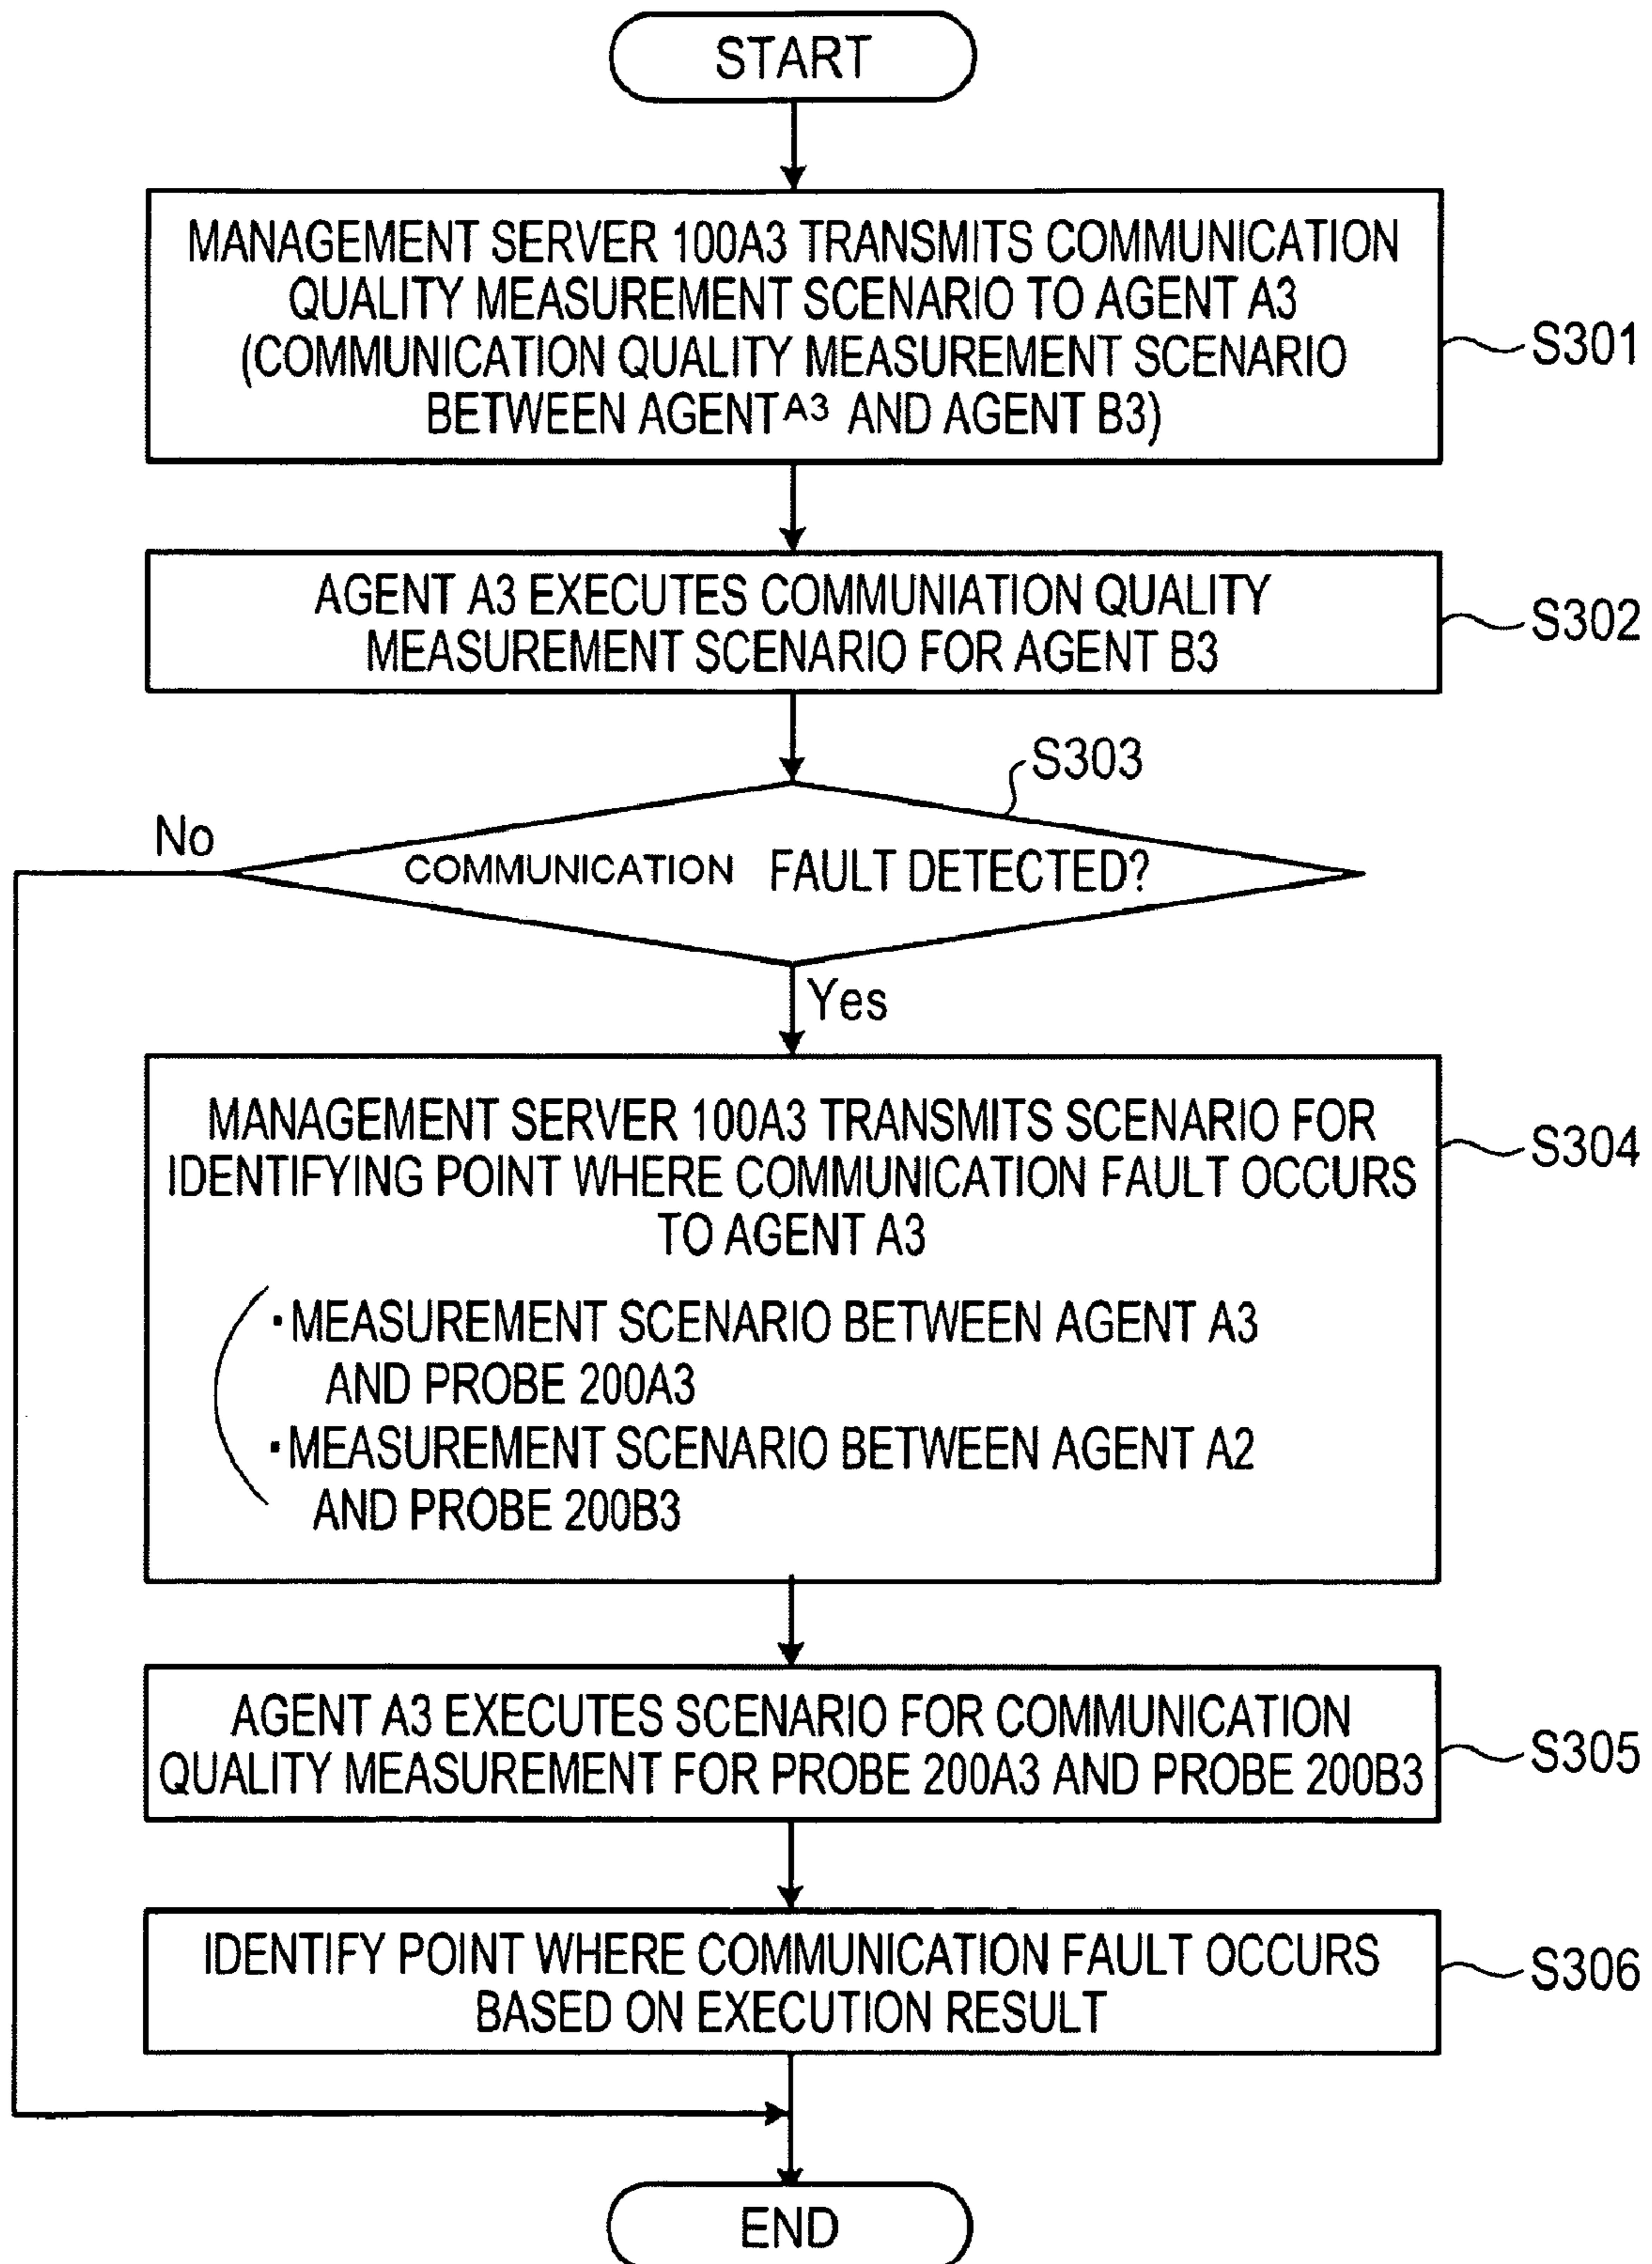 START
MANAGEMENT SERVER 100A3 TRANSMITS COMMUNICATION
QUALITY MEASUREMENT SCENARIO TO AGENT A3
(COMMUNICATION QUALITY MEASUREMENT SCENARIO
BETWEEN AGENT A3 AND AGENT B3)
S301
AGENT A3 EXECUTES COMMUNIATION QUALITY
MEASUREMENT SCENARIO FOR AGENT B3
S302
S303
No
COMMUNICATION FAULT DETECTED?
Yes
MANAGEMENT SERVER 100A3 TRANSMITS SCENARIO FOR
IDENTIFYING POINT WHERE COMMUNICATION FAULT OCCURS
TO AGENT A3
・MEASUREMENT SCENARIO BETWEEN AGENT A3
AND PROBE 200A3
・MEASUREMENT SCENARIO BETWEEN AGENT A2
AND PROBE 200B3
S304
AGENT A3 EXECUTES SCENARIO FOR COMMUNICATION
QUALITY MEASUREMENT FOR PROBE 200A3 AND PROBE 200B3
S305
IDENTIFY POINT WHERE COMMUNICATION FAULT OCCURS
BASED ON EXECUTION RESULT
S306
END